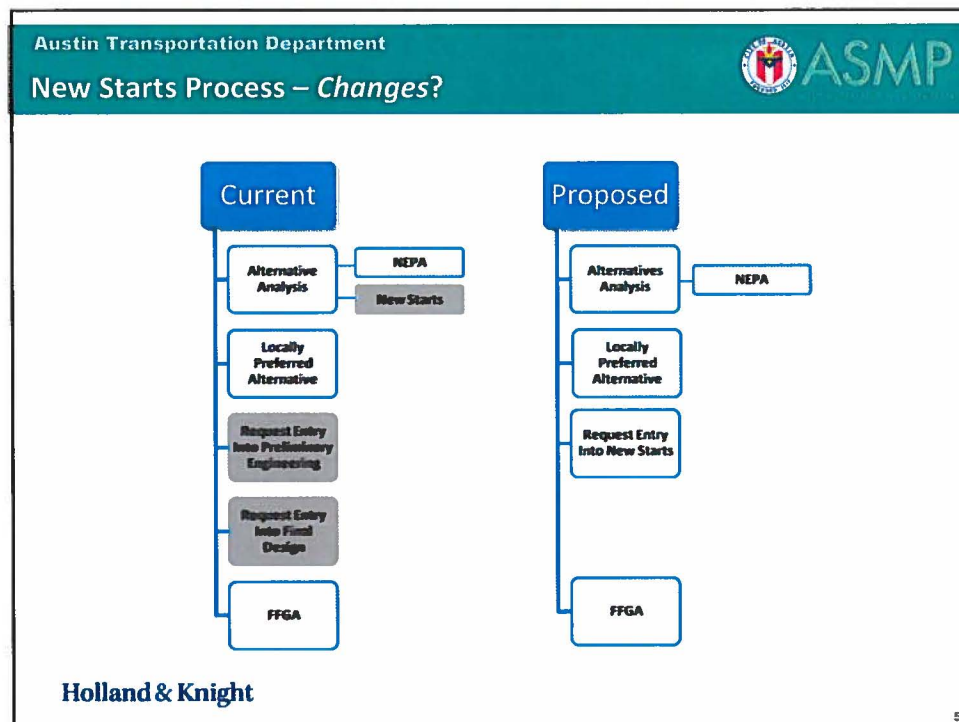 Austin Transportation Department
New Starts Process – Changes?
ASMP
Current
Alternative
Analysis
NEPA
New Starts
Locally
Preferred
Alternative
Request Entry
Into Preliminary
Engineering
Request Entry
Into Final
Design
FFGA
Proposed
Alternatives
Analysis
NEPA
Locally
Preferred
Alternative
Request Entry
Into New Starts
FFGA
Holland & Knight
5